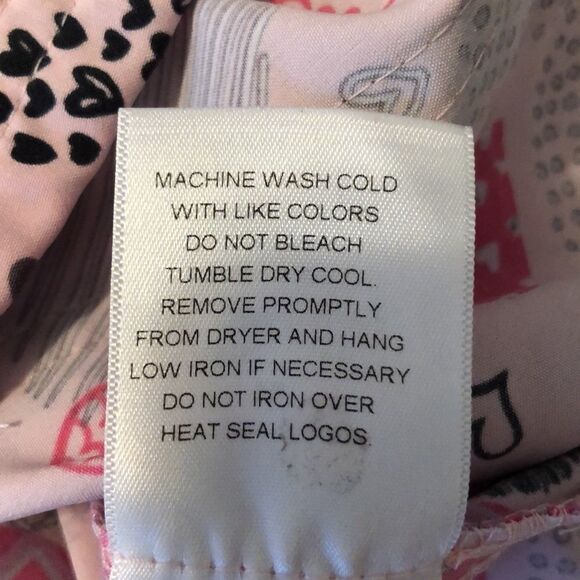 MACHINE WASH COLD
WITH LIKE COLORS
DO NOT BLEACH
TUMBLE DRY COOL.
REMOVE PROMPTLY
FROM DRYER AND HANG
LOW IRON IF NECESSARY
DO NOT IRON OVER
HEAT SEAL LOGOS.